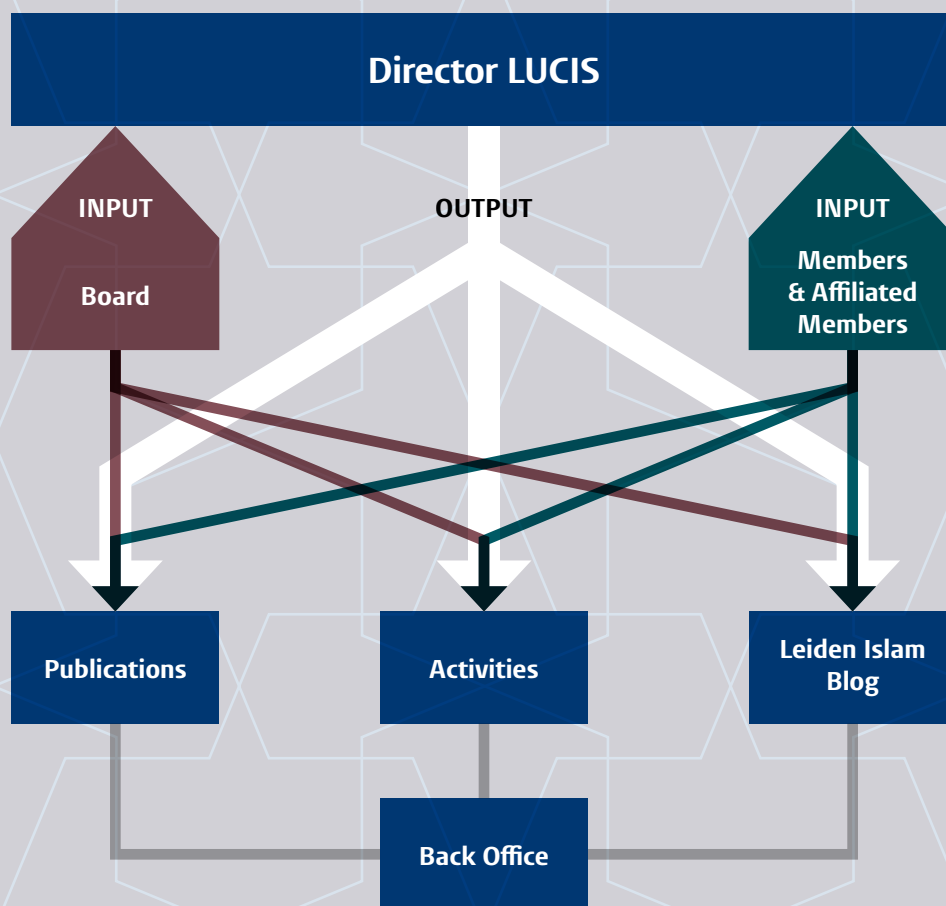 Director LUCIS
INPUT
Board
OUTPUT
INPUT
Members
& Affiliated
Members
Publications
Activities
Leiden Islam
Blog
Back Office